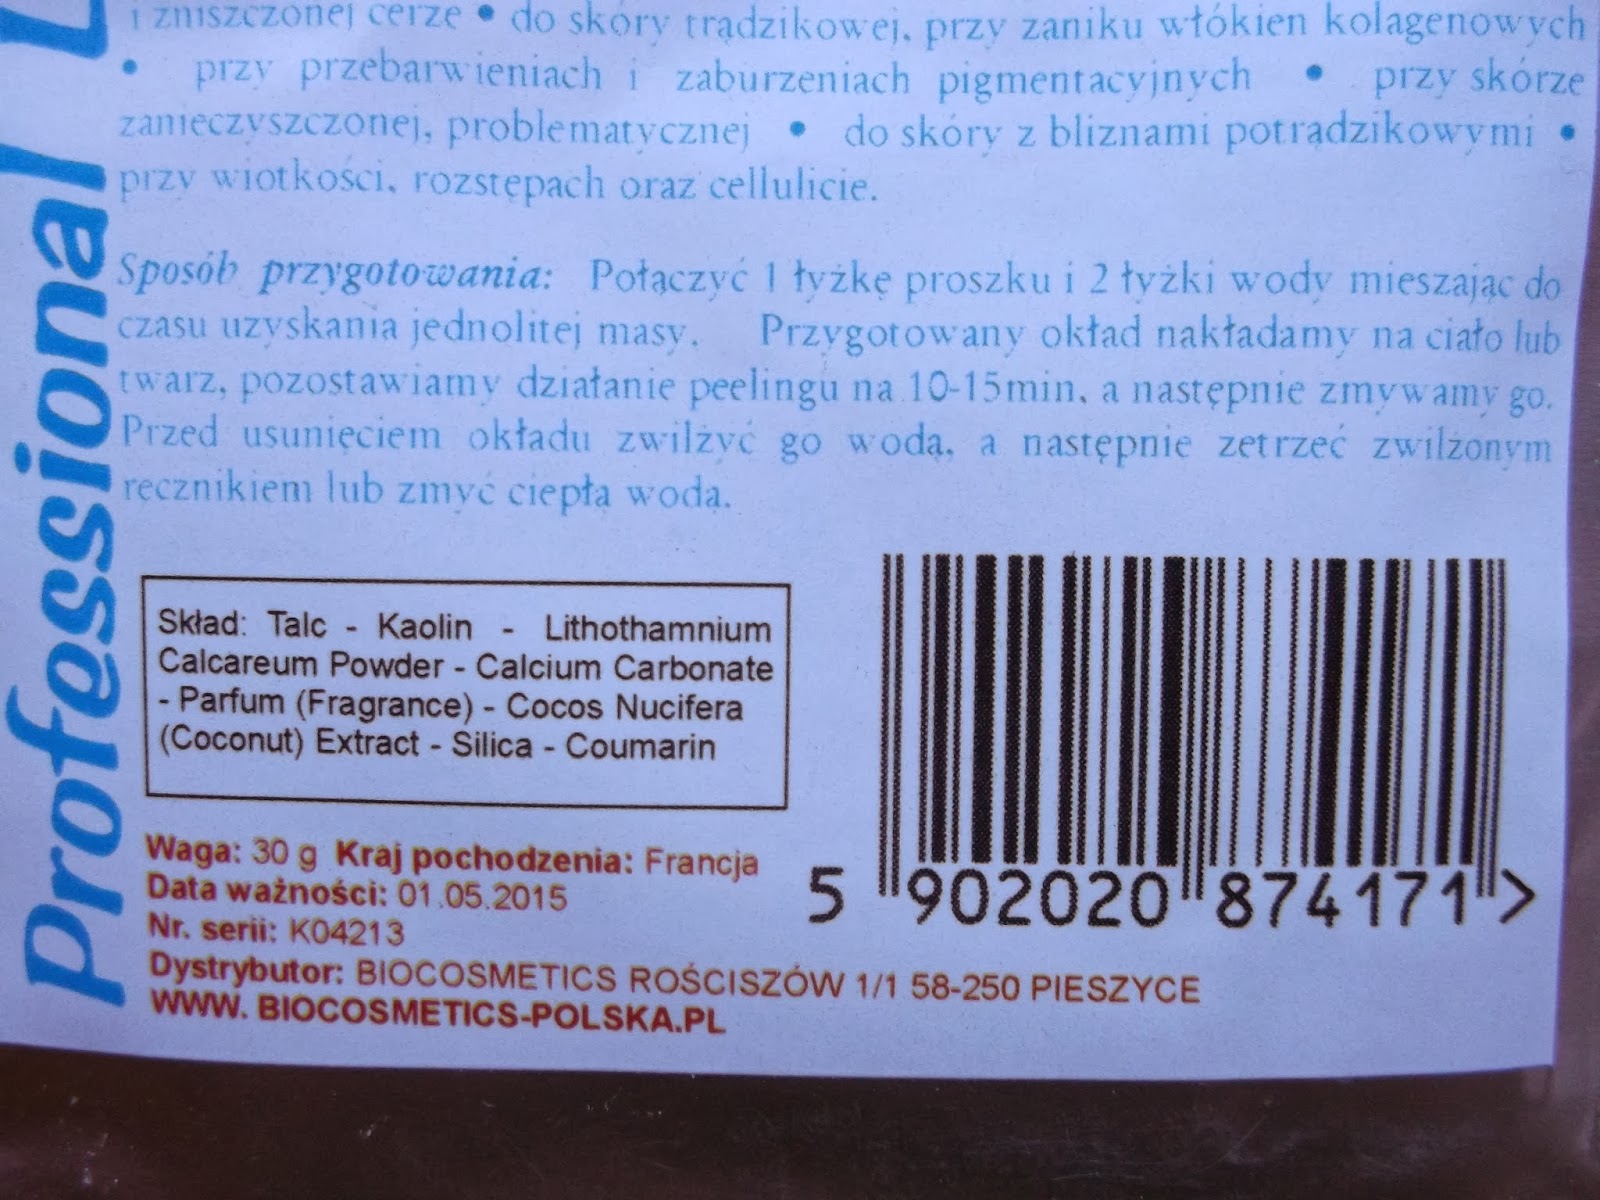 i zniszczonej cerze • do skóry trądzikowej, przy zaniku włókien kolagenowych
• przy przebarwieniach i zaburzeniach pigmentacyjnych • przy skórze
zanieczyszczonej, problematycznej • do skóry z bliznami potrądzikowymi •
przy wiotkości, rozstępach oraz cellulicie.
Sposób przygotowania: Połączyć 1 łyżkę proszku i 2 łyżki wody mieszając do
czasu uzyskania jednolitej masy. Przygotowany okład nakładamy na ciało lub
twarz, pozostawiamy działanie peelingu na 10-15min, a następnie zmywamy go.
Przed usunięciem okładu zwilżyć go wodą, a następnie zetrzeć zwilżonym
ręcznikiem lub zmyć ciepłą wodą.
Professional
Skład: Talc - Kaolin - Lithothamnium
Calcareum Powder - Calcium Carbonate
- Parfum (Fragrance) - Cocos Nucifera
(Coconut) Extract - Silica - Coumarin
Waga: 30 g Kraj pochodzenia: Francja
Data ważności: 01.05.2015
Nr. serii: K04213
Dystrybutor: BIOCOSMETICS ROŚCISZÓW 1/1 58-250 PIESZYCE
WWW. BIOCOSMETICS-POLSKA.PL
5 902020 874171 >